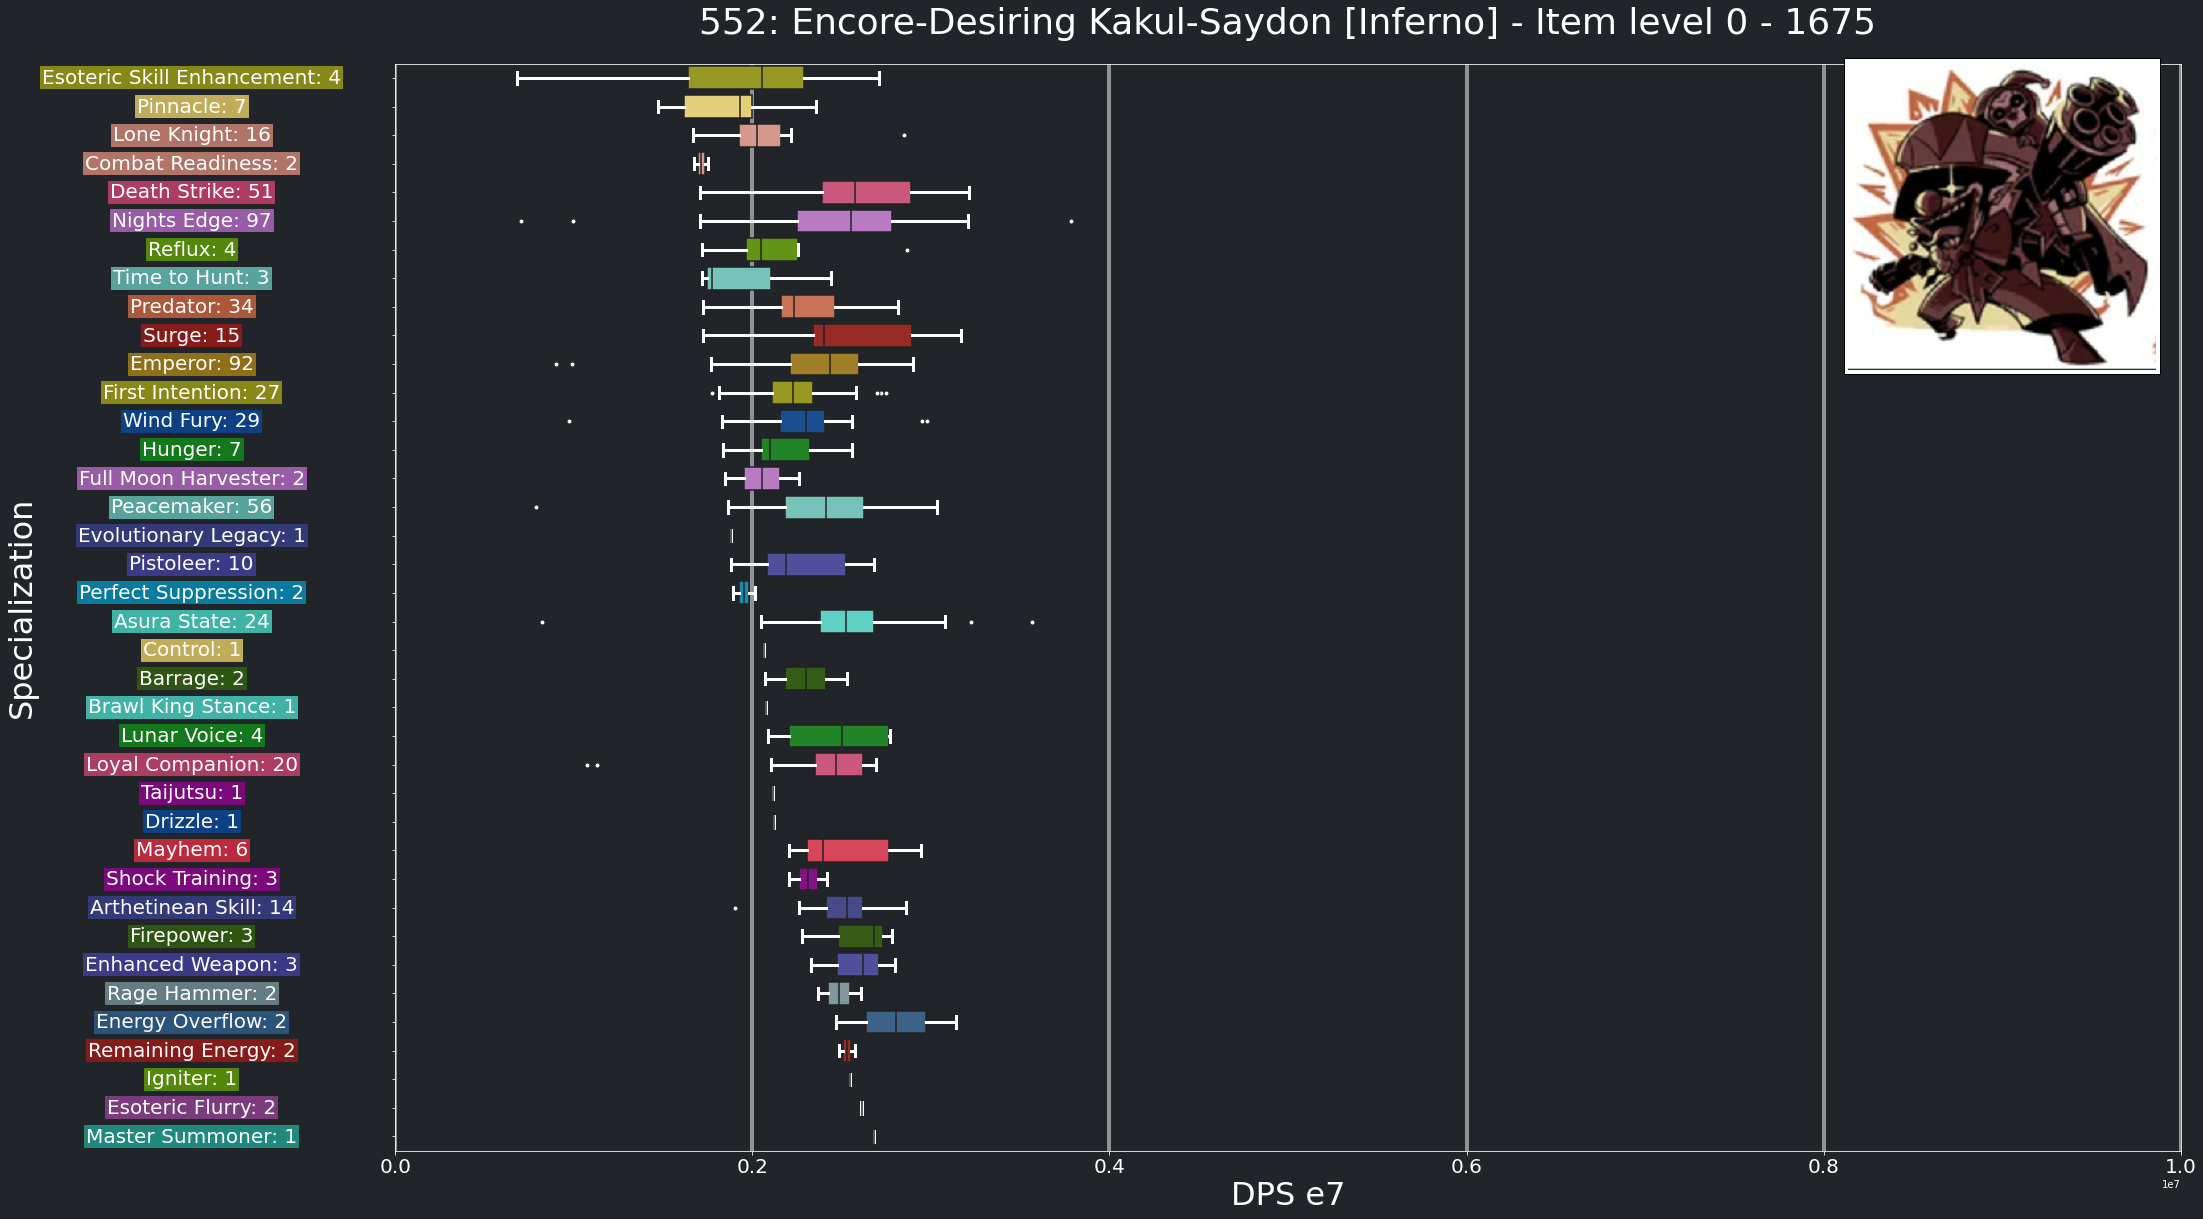 552: Encore-Desiring Kakul-Saydon [Inferno] - Item level 0 - 1675
Specialization
Esoteric Skill Enhancement: 4
Pinnacle: 7
Lone Knight: 16
Combat Readiness: 2
Death Strike: 51
Nights Edge: 97
Reflux: 4
Time to Hunt: 3
Predator: 34
Surge: 15
Emperor: 92
First Intention: 27
Wind Fury: 29
Hunger: 7
Full Moon Harvester: 2
Peacemaker: 56
Evolutionary Legacy: 1
Pistoleer: 10
Perfect Suppression: 2
Asura State: 24
Control: 1
Barrage: 2
Brawl King Stance: 1
Lunar Voice: 4
Loyal Companion: 20
Taijutsu: 1
Drizzle: 1
Mayhem: 6
Shock Training: 3
Arthetinean Skill: 14
Firepower: 3
Enhanced Weapon: 3
Rage Hammer: 2
Energy Overflow: 2
Remaining Energy: 2
Igniter: 1
Esoteric Flurry: 2
Master Summoner: 1
0.0 0.2 0.4 0.6 0.8 1.0
1e7
DPS e7